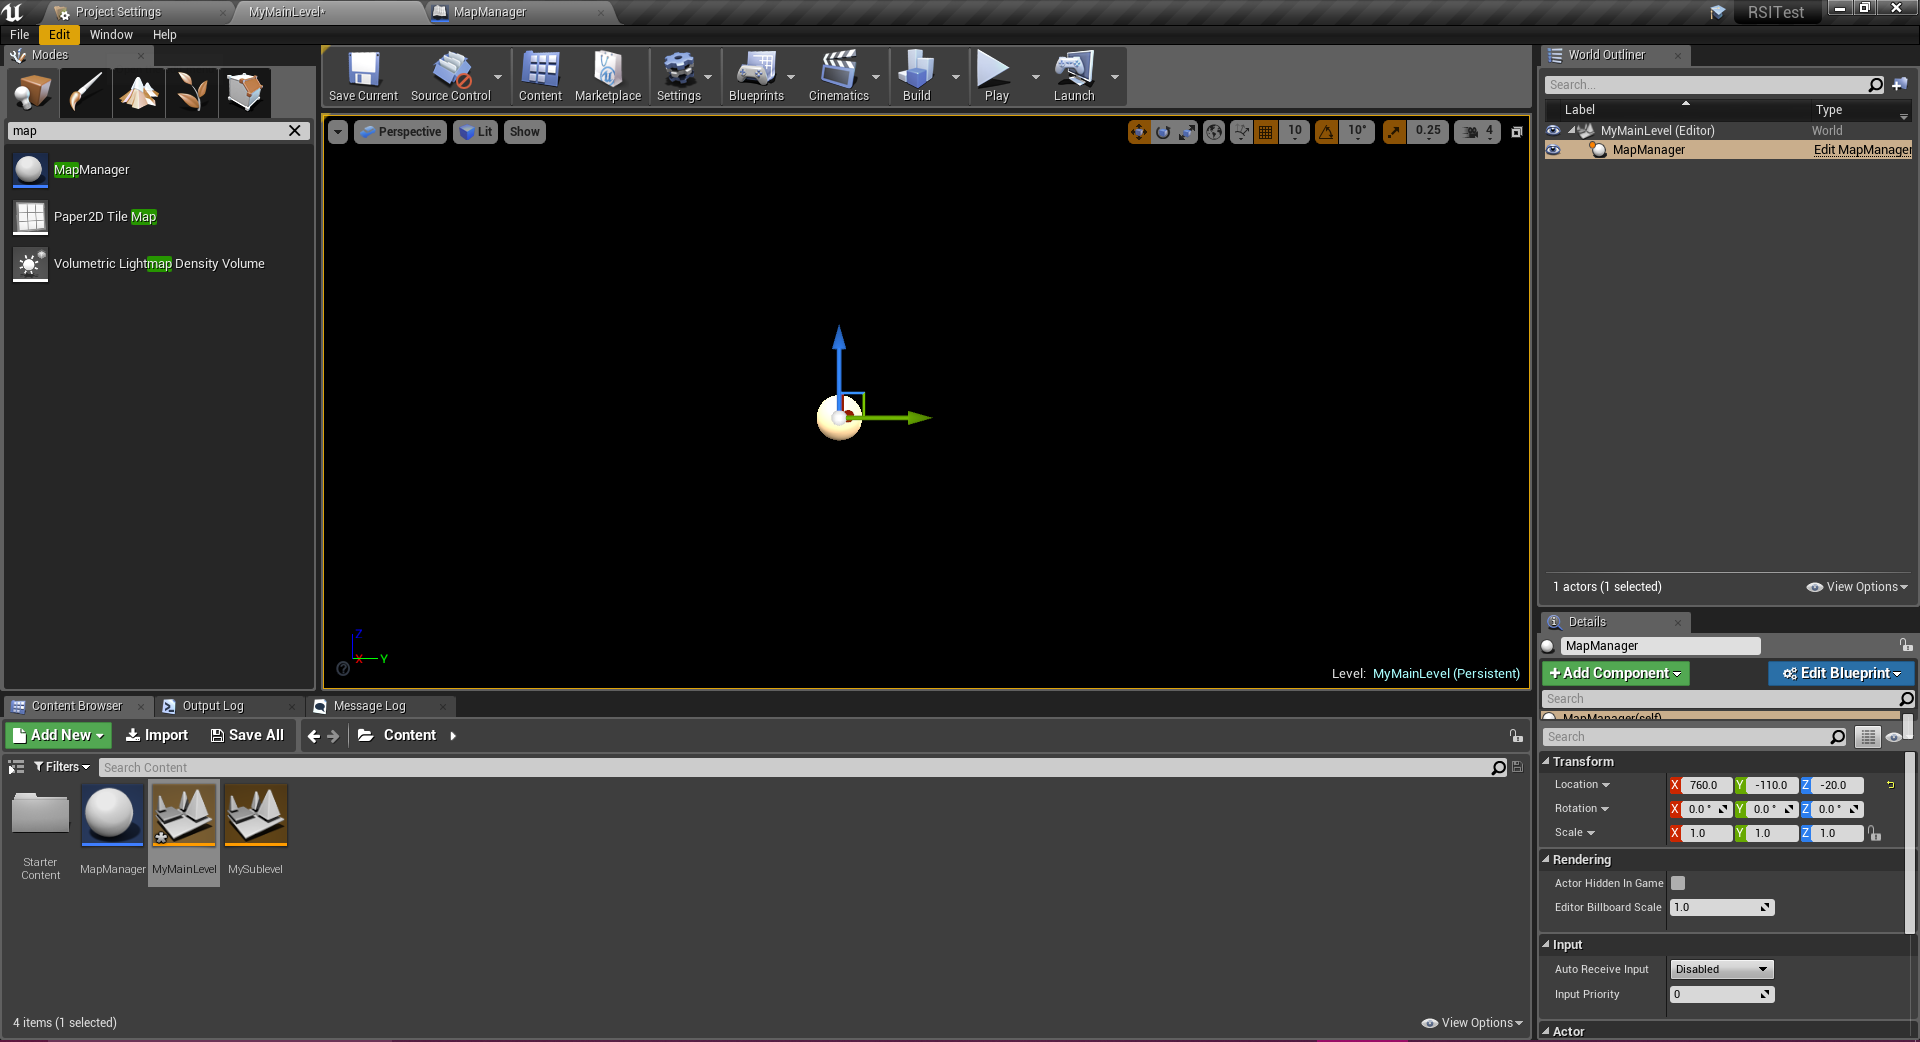 Project Settings
MyMainLevel*
MapManager
RSITest
File Edit Window Help
Modes
map
MapManager
Paper2D Tile Map
Volumetric Lightmap Density Volume
Save Current
Source Control
Content
Marketplace
Settings
Blueprints
Cinematics
Build
Play
Launch
Perspective
Lit
Show
10
10°
0.25
4
Z
X
Y
Level: MyMainLevel (Persistent)
World Outliner
Search...
Label Type
MyMainLevel (Editor) World
MapManager Edit MapManager
1 actors (1 selected)
View Options
Details
MapManager
+Add Component
Edit Blueprint
Search
MapManager(self)
Search
Transform
Location X 760.0 Y -110.0 Z -20.0
Rotation X 0.0 ° Y 0.0 ° Z 0.0 °
Scale X 1.0 Y 1.0 Z 1.0
Rendering
Actor Hidden In Game
Editor Billboard Scale 1.0
Input
Auto Receive Input Disabled
Input Priority 0
Actor
Content Browser
Output Log
Message Log
Add New
Import
Save All
Content
Filters
Search Content
Starter
Content
MapManager
MyMainLevel
MySublevel
4 items (1 selected)
View Options